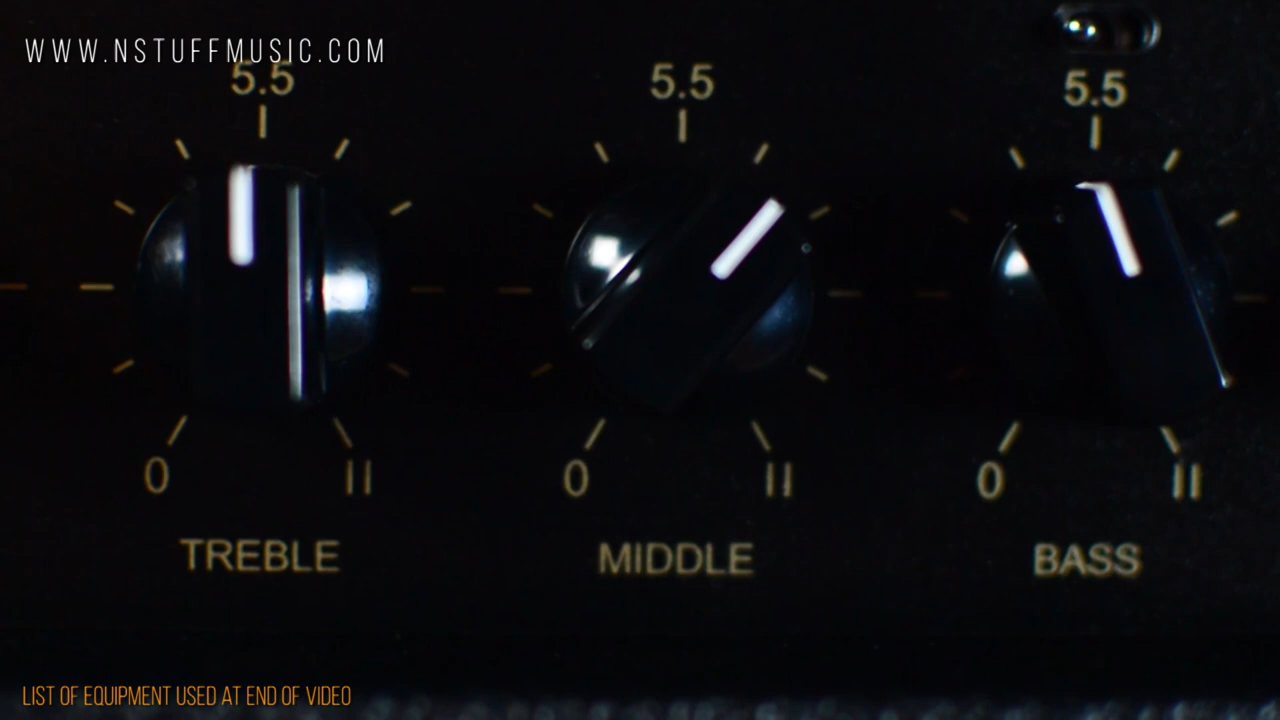 WWW.NSTUFFMUSIC.COM
5.5 5.5 5.5
0 11 0 11 0 11
TREBLE MIDDLE BASS
LIST OF EQUIPMENT USED AT END OF VIDEO